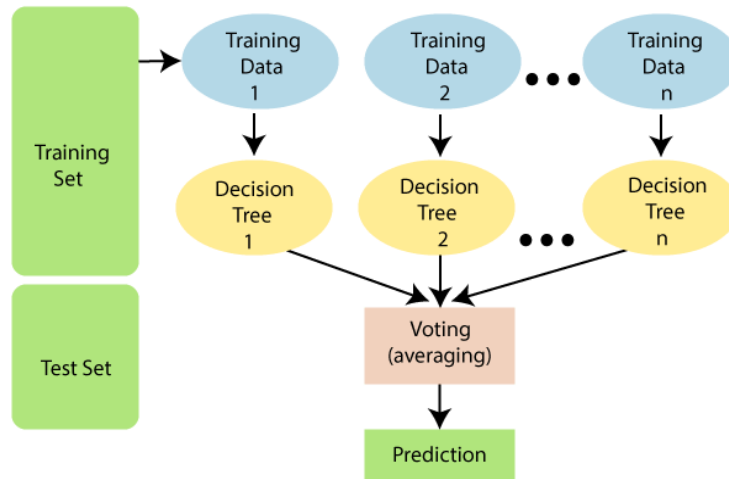 Training
Set
Test Set
Training
Data
1
Training
Data
2
Training
Data
n
Decision
Tree
1
Decision
Tree
2
Decision
Tree
n
Voting
(averaging)
Prediction